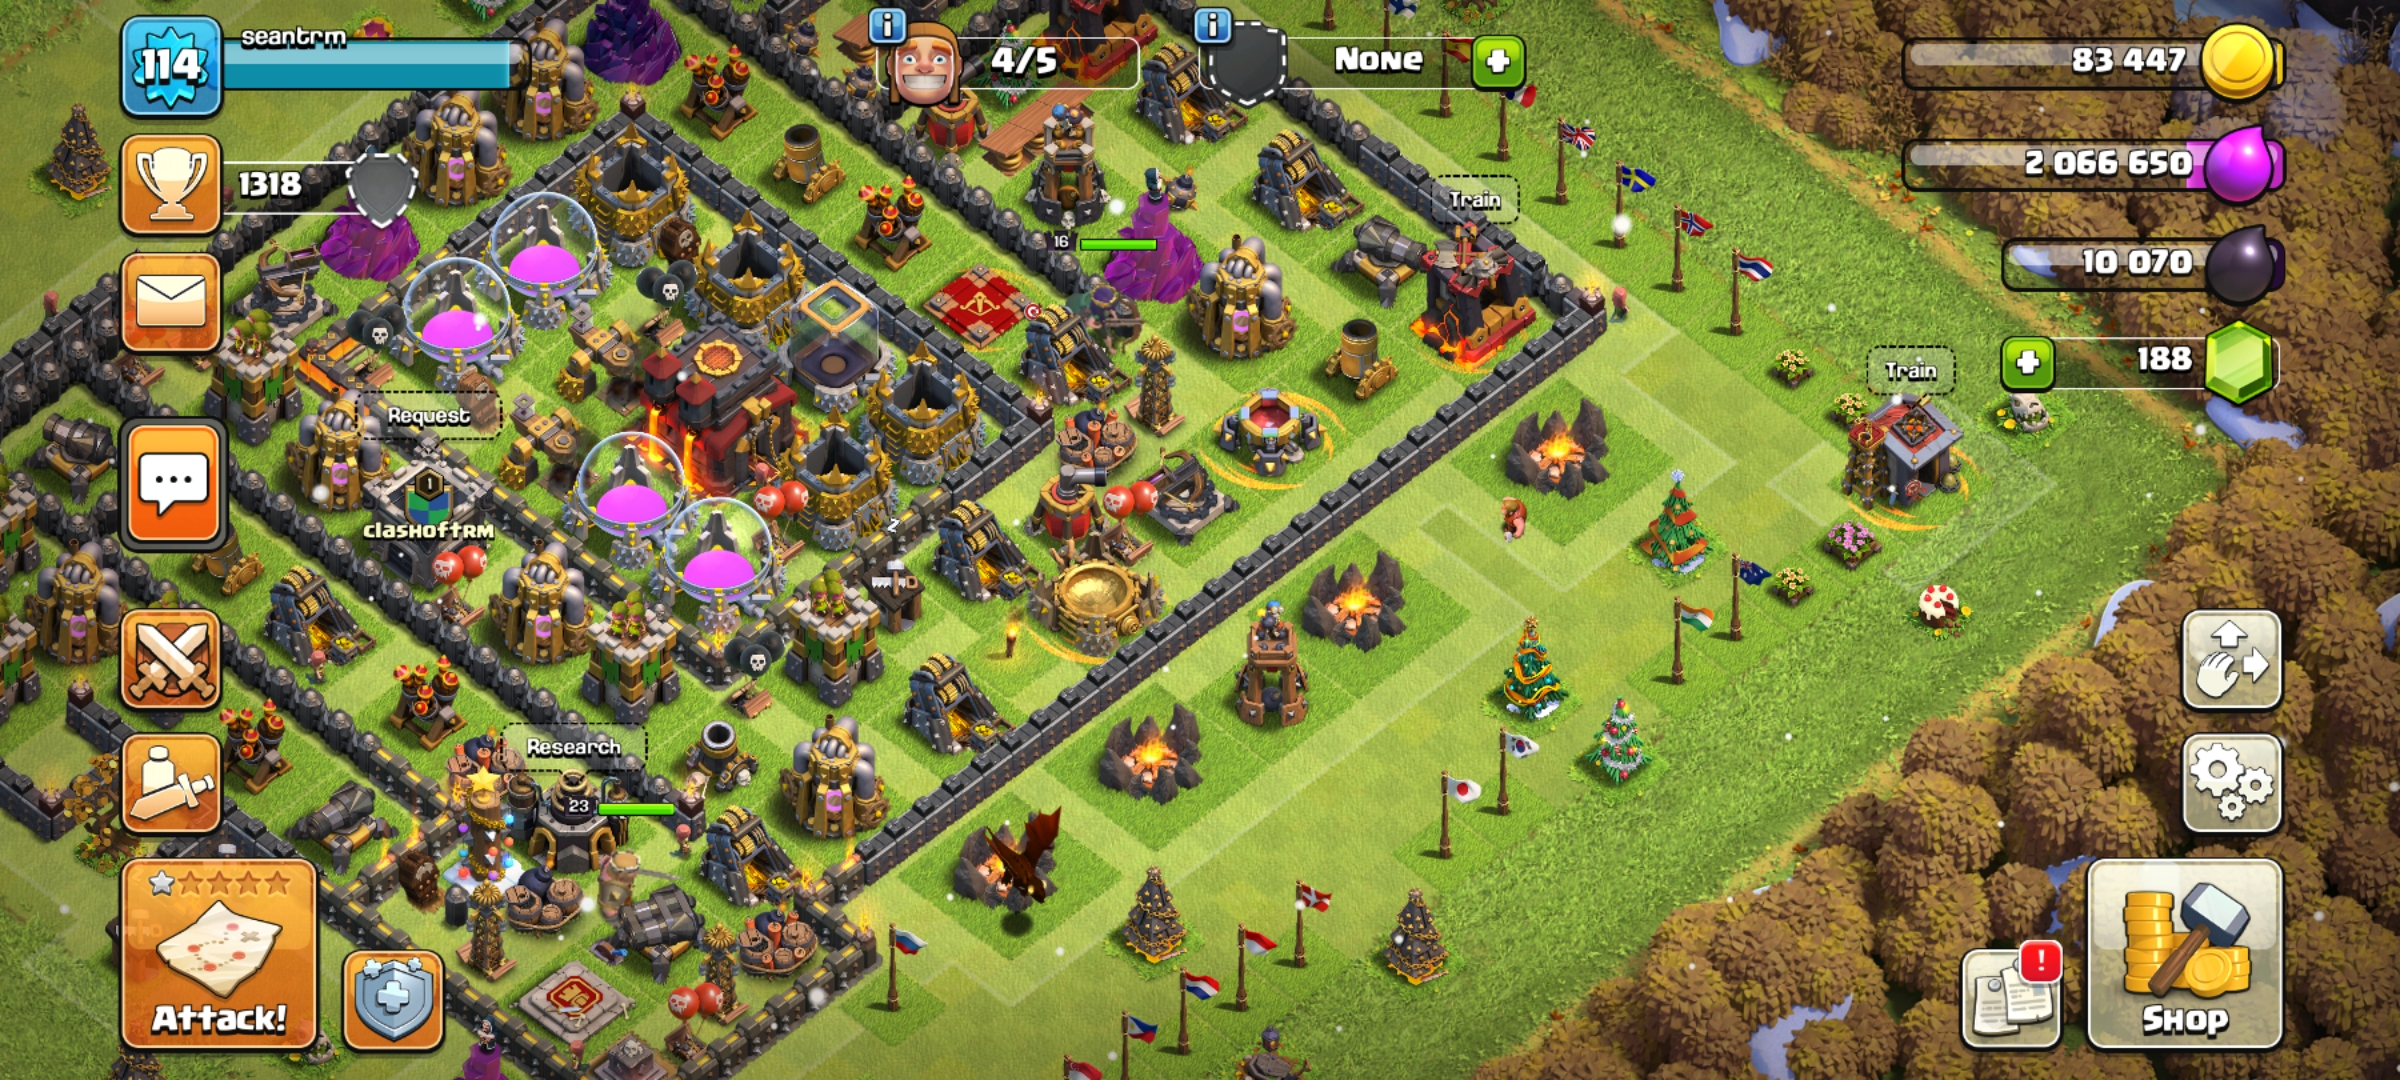 114
seantrm
4/5
None
83 447
1318
2 066 650
Train
16
10 070
188
Train
Request
1
clashofTRM
z
Research
23
Attack!
!
Shop